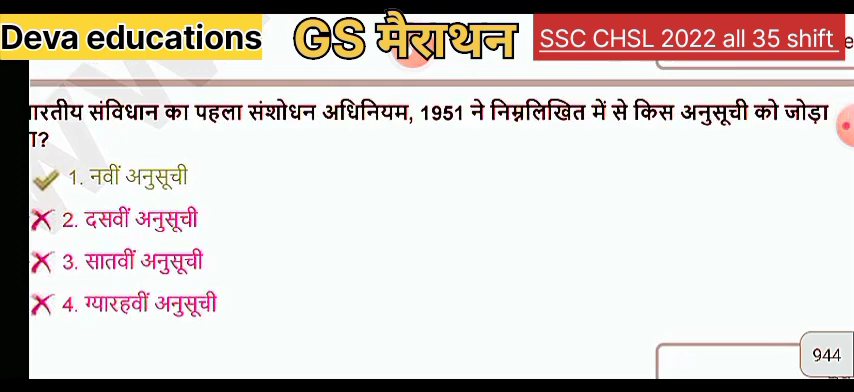 Deva educations GS मैराथन SSC CHSL 2022 all 35 shift
ारतीय संविधान का पहला संशोधन अधिनियम, 1951 ने निम्नलिखित में से किस अनुसूची को जोड़ा
ा?
1. नवीं अनुसूची
2. दसवीं अनुसूची
3. सातवीं अनुसूची
4. ग्यारहवीं अनुसूची
944